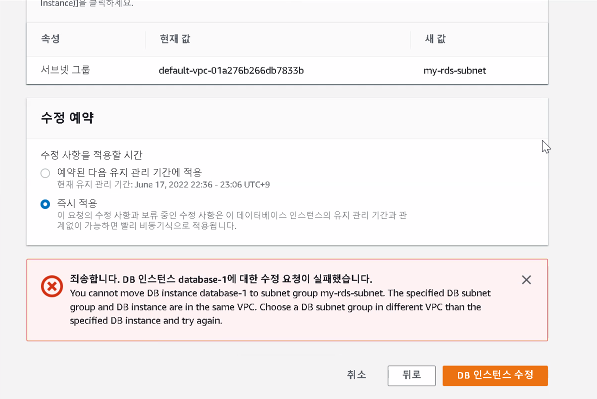 Instance]]을 클릭하세요.
속성 현재 값 새 값
서브넷 그룹 default-vpc-01a276b266db7833b my-rds-subnet
수정 예약
수정 사항을 적용할 시간
예약된 다음 유지 관리 기간에 적용
현재 유지 관리 기간: June 17, 2022 22:36 - 23:06 UTC+9
즉시 적용
이 요청의 수정 사항과 보류 중인 수정 사항은 이 데이터베이스 인스턴스의 유지 관리 기간과 관
계없이 가능하면 빨리 비동기식으로 적용됩니다.
죄송합니다. DB 인스턴스 database-1에 대한 수정 요청이 실패했습니다.
You cannot move DB instance database-1 to subnet group my-rds-subnet. The specified DB subnet
group and DB instance are in the same VPC. Choose a DB subnet group in different VPC than the
specified DB instance and try again.
취소 뒤로 DB 인스턴스 수정